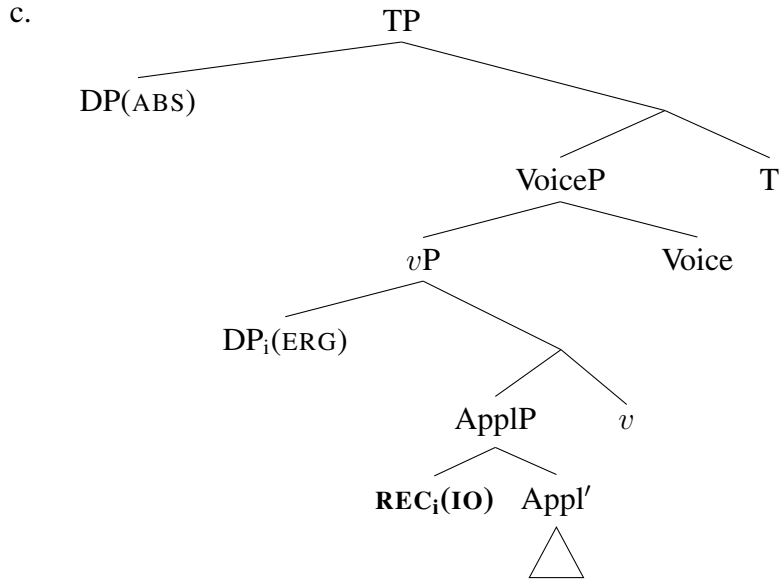 c.
TP
DP(ABS)
VoiceP T
vP Voice
DPi(ERG)
ApplP v
RECi(IO) Appl′